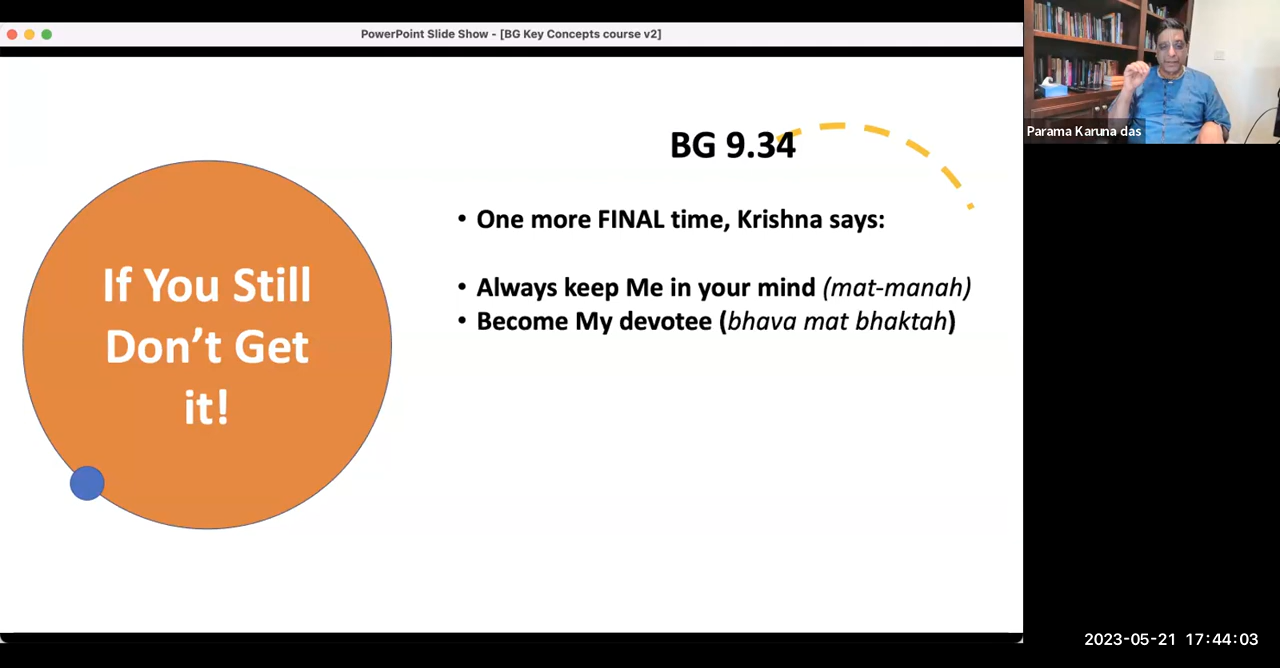 PowerPoint Slide Show - [BG Key Concepts course v2]
If You Still
Don’t Get
it!
BG 9.34
• One more FINAL time, Krishna says:
• Always keep Me in your mind (mat-manah)
• Become My devotee (bhava mat bhaktah)
Parama Karuna das
2023-05-21 17:44:03